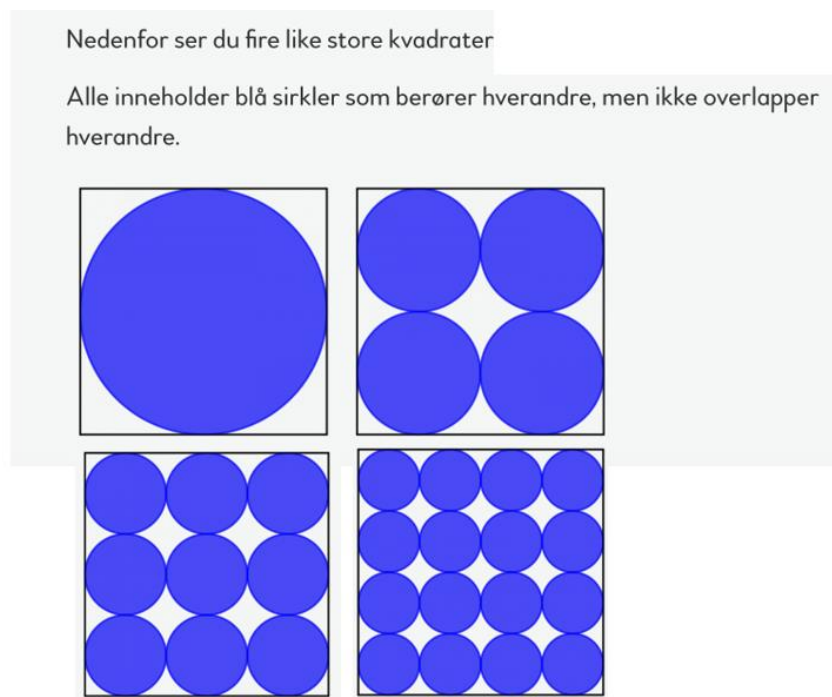 Nedenfor ser du fire like store kvadrater
Alle inneholder blå sirkler som berører hverandre, men ikke overlapper
hverandre.